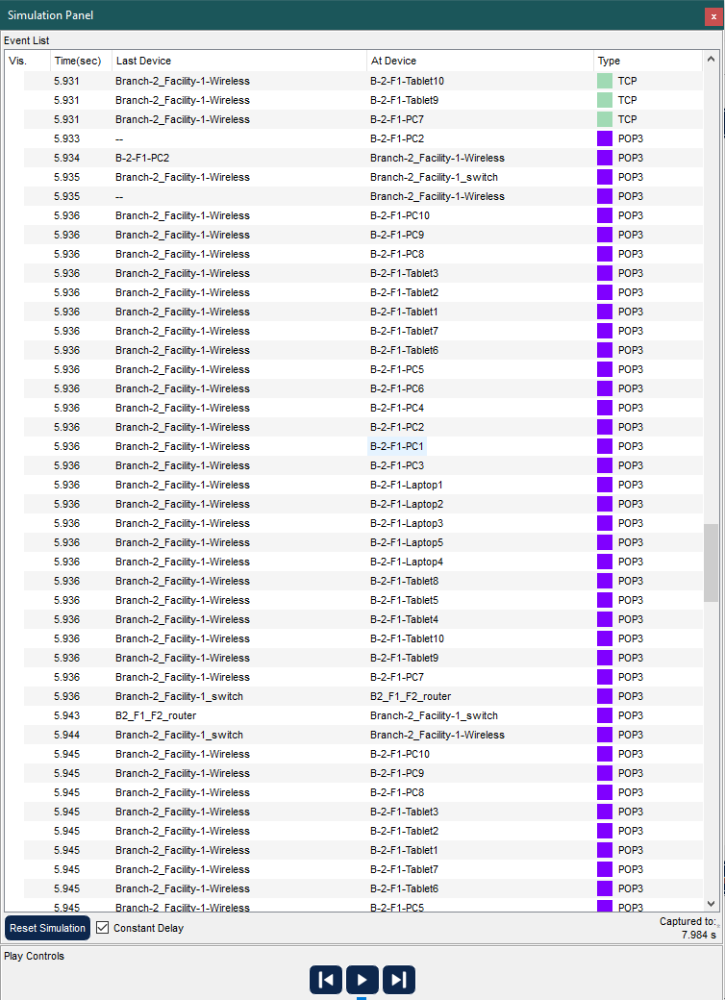 Simulation Panel
x
Event List
Vis. Time(sec) Last Device At Device Type
5.931 Branch-2_Facility-1-Wireless B-2-F1-Tablet10 TCP
5.931 Branch-2_Facility-1-Wireless B-2-F1-Tablet9 TCP
5.931 Branch-2_Facility-1-Wireless B-2-F1-PC7 TCP
5.933 -- B-2-F1-PC2 POP3
5.934 B-2-F1-PC2 Branch-2_Facility-1-Wireless POP3
5.935 Branch-2_Facility-1-Wireless Branch-2_Facility-1_switch POP3
5.935 -- Branch-2_Facility-1-Wireless POP3
5.936 Branch-2_Facility-1-Wireless B-2-F1-PC10 POP3
5.936 Branch-2_Facility-1-Wireless B-2-F1-PC9 POP3
5.936 Branch-2_Facility-1-Wireless B-2-F1-PC8 POP3
5.936 Branch-2_Facility-1-Wireless B-2-F1-Tablet3 POP3
5.936 Branch-2_Facility-1-Wireless B-2-F1-Tablet2 POP3
5.936 Branch-2_Facility-1-Wireless B-2-F1-Tablet1 POP3
5.936 Branch-2_Facility-1-Wireless B-2-F1-Tablet7 POP3
5.936 Branch-2_Facility-1-Wireless B-2-F1-Tablet6 POP3
5.936 Branch-2_Facility-1-Wireless B-2-F1-PC5 POP3
5.936 Branch-2_Facility-1-Wireless B-2-F1-PC6 POP3
5.936 Branch-2_Facility-1-Wireless B-2-F1-PC4 POP3
5.936 Branch-2_Facility-1-Wireless B-2-F1-PC2 POP3
5.936 Branch-2_Facility-1-Wireless B-2-F1-PC1 POP3
5.936 Branch-2_Facility-1-Wireless B-2-F1-PC3 POP3
5.936 Branch-2_Facility-1-Wireless B-2-F1-Laptop1 POP3
5.936 Branch-2_Facility-1-Wireless B-2-F1-Laptop2 POP3
5.936 Branch-2_Facility-1-Wireless B-2-F1-Laptop3 POP3
5.936 Branch-2_Facility-1-Wireless B-2-F1-Laptop5 POP3
5.936 Branch-2_Facility-1-Wireless B-2-F1-Laptop4 POP3
5.936 Branch-2_Facility-1-Wireless B-2-F1-Tablet8 POP3
5.936 Branch-2_Facility-1-Wireless B-2-F1-Tablet5 POP3
5.936 Branch-2_Facility-1-Wireless B-2-F1-Tablet4 POP3
5.936 Branch-2_Facility-1-Wireless B-2-F1-Tablet10 POP3
5.936 Branch-2_Facility-1-Wireless B-2-F1-Tablet9 POP3
5.936 Branch-2_Facility-1-Wireless B-2-F1-PC7 POP3
5.936 Branch-2_Facility-1_switch B2_F1_F2_router POP3
5.943 B2_F1_F2_router Branch-2_Facility-1_switch POP3
5.944 Branch-2_Facility-1_switch Branch-2_Facility-1-Wireless POP3
5.945 Branch-2_Facility-1-Wireless B-2-F1-PC10 POP3
5.945 Branch-2_Facility-1-Wireless B-2-F1-PC9 POP3
5.945 Branch-2_Facility-1-Wireless B-2-F1-PC8 POP3
5.945 Branch-2_Facility-1-Wireless B-2-F1-Tablet3 POP3
5.945 Branch-2_Facility-1-Wireless B-2-F1-Tablet2 POP3
5.945 Branch-2_Facility-1-Wireless B-2-F1-Tablet1 POP3
5.945 Branch-2_Facility-1-Wireless B-2-F1-Tablet7 POP3
5.945 Branch-2_Facility-1-Wireless B-2-F1-Tablet6 POP3
5.945 Branch-2_Facility-1-Wireless B-2-F1-PC5 POP3
Reset Simulation Constant Delay Captured to:
7.984 s
Play Controls